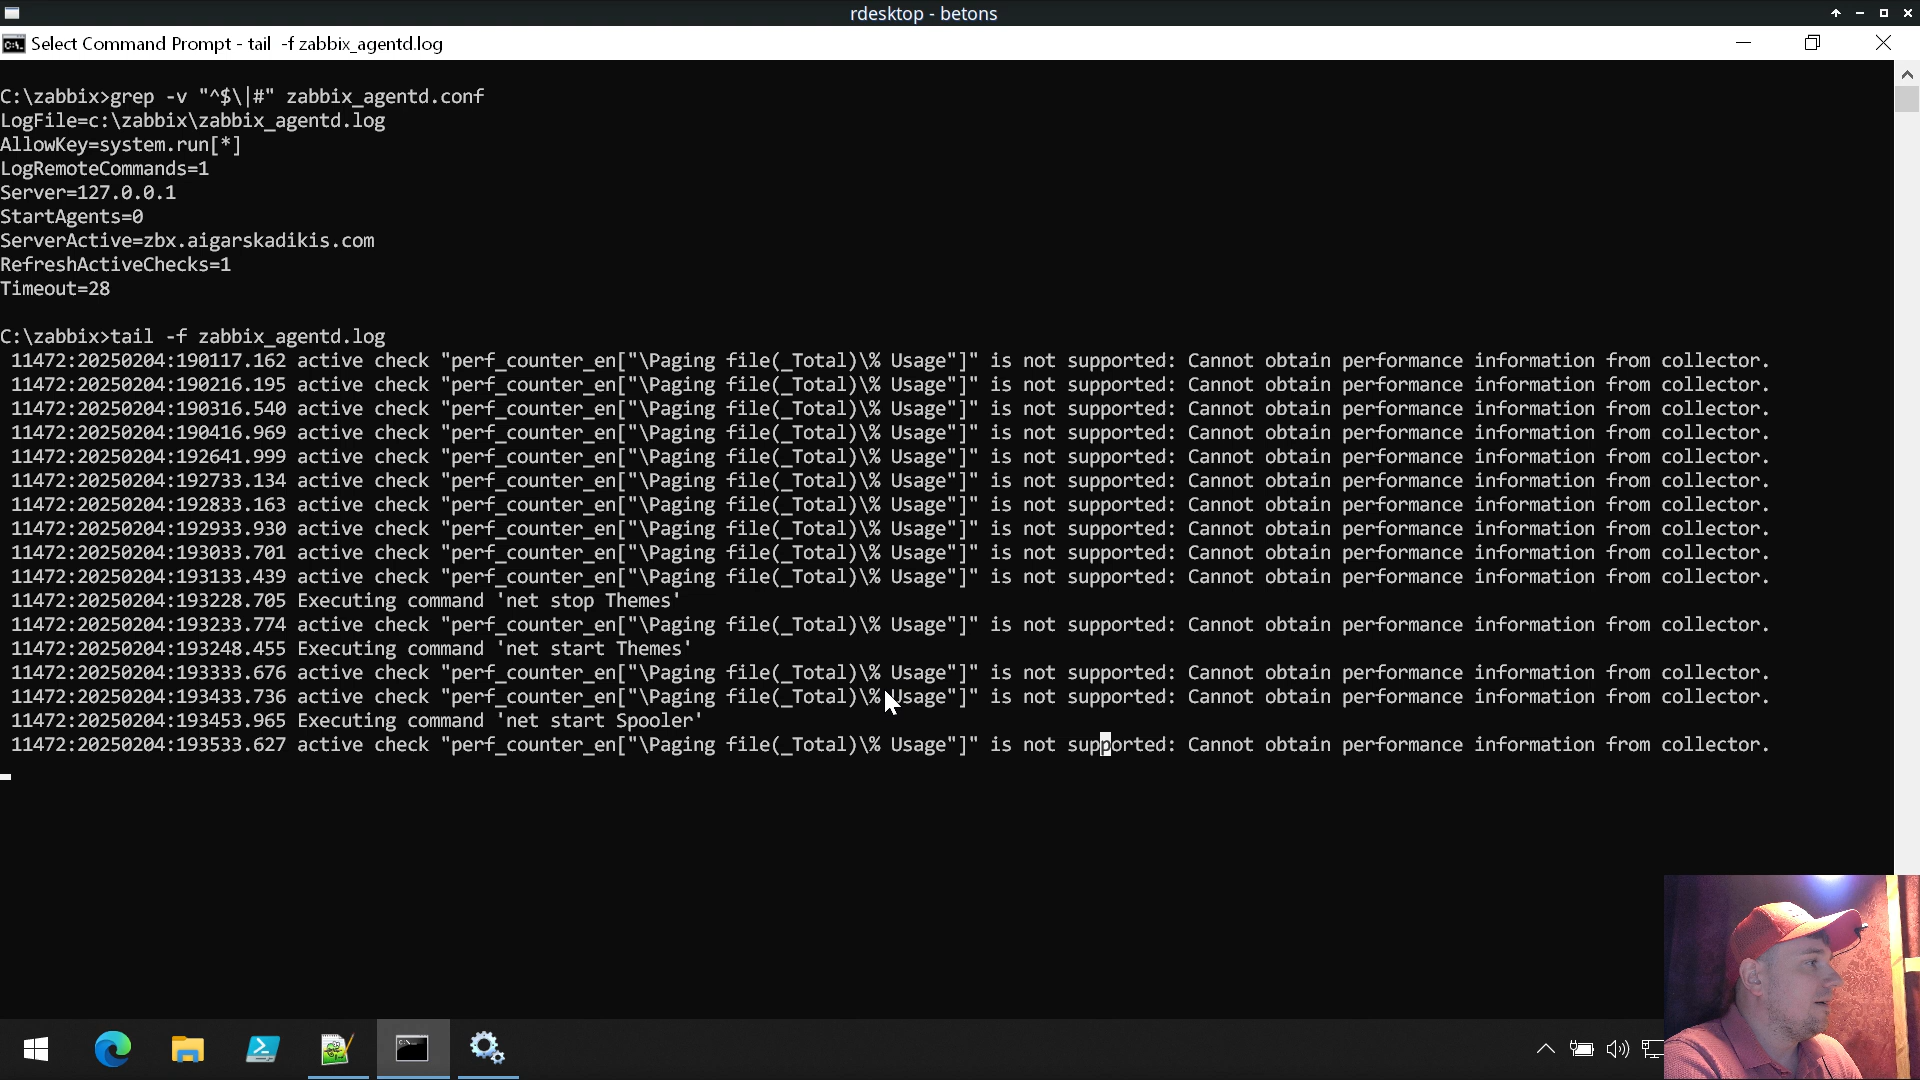 rdesktop - betons
Select Command Prompt - tail -f zabbix_agentd.log
C:\zabbix>grep -v "^$\|#" zabbix_agentd.conf
LogFile=c:\zabbix\zabbix_agentd.log
AllowKey=system.run[*]
LogRemoteCommands=1
Server=127.0.0.1
StartAgents=0
ServerActive=zbx.aigarskadikis.com
RefreshActiveChecks=1
Timeout=28
C:\zabbix>tail -f zabbix_agentd.log
11472:20250204:190117.162 active check "perf_counter_en["\Paging file(_Total)\% Usage"]" is not supported: Cannot obtain performance information from collector.
11472:20250204:190216.195 active check "perf_counter_en["\Paging file(_Total)\% Usage"]" is not supported: Cannot obtain performance information from collector.
11472:20250204:190316.540 active check "perf_counter_en["\Paging file(_Total)\% Usage"]" is not supported: Cannot obtain performance information from collector.
11472:20250204:190416.969 active check "perf_counter_en["\Paging file(_Total)\% Usage"]" is not supported: Cannot obtain performance information from collector.
11472:20250204:192641.999 active check "perf_counter_en["\Paging file(_Total)\% Usage"]" is not supported: Cannot obtain performance information from collector.
11472:20250204:192733.134 active check "perf_counter_en["\Paging file(_Total)\% Usage"]" is not supported: Cannot obtain performance information from collector.
11472:20250204:192833.163 active check "perf_counter_en["\Paging file(_Total)\% Usage"]" is not supported: Cannot obtain performance information from collector.
11472:20250204:192933.930 active check "perf_counter_en["\Paging file(_Total)\% Usage"]" is not supported: Cannot obtain performance information from collector.
11472:20250204:193033.701 active check "perf_counter_en["\Paging file(_Total)\% Usage"]" is not supported: Cannot obtain performance information from collector.
11472:20250204:193133.439 active check "perf_counter_en["\Paging file(_Total)\% Usage"]" is not supported: Cannot obtain performance information from collector.
11472:20250204:193228.705 Executing command 'net stop Themes'
11472:20250204:193233.774 active check "perf_counter_en["\Paging file(_Total)\% Usage"]" is not supported: Cannot obtain performance information from collector.
11472:20250204:193248.455 Executing command 'net start Themes'
11472:20250204:193333.676 active check "perf_counter_en["\Paging file(_Total)\% Usage"]" is not supported: Cannot obtain performance information from collector.
11472:20250204:193433.736 active check "perf_counter_en["\Paging file(_Total)\% Usage"]" is not supported: Cannot obtain performance information from collector.
11472:20250204:193453.965 Executing command 'net start Spooler'
11472:20250204:193533.627 active check "perf_counter_en["\Paging file(_Total)\% Usage"]" is not supported: Cannot obtain performance information from collector.